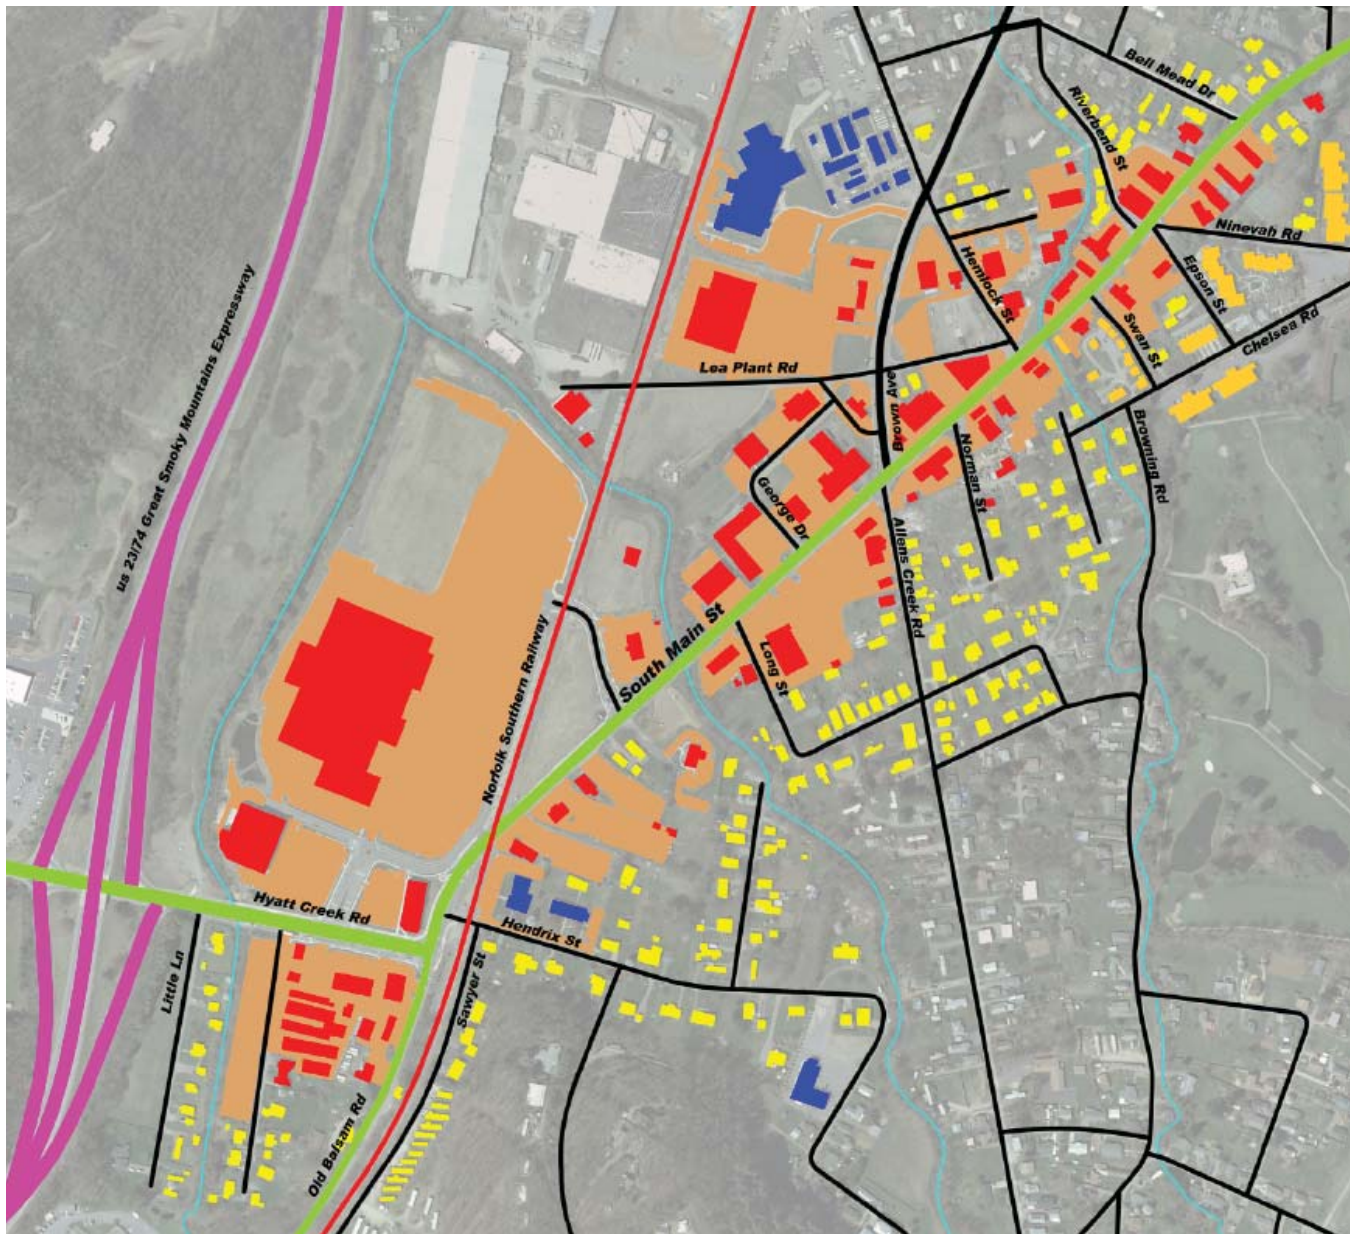 Bell Mead Dr
Riverbend St
Ninevah Rd
Epson St
Hemlock St
Swan St
Chelsea Rd
us 23/74 Great Smoky Mountains Expressway
Lea Plant Rd
Brown Ave
Browning Rd
Norman St
George Dr
Allens Creek Rd
South Main St
Long St
Norfolk Southern Railway
Hyatt Creek Rd
Hendrix St
Little Ln
Sawyer St
Old Balsam Rd